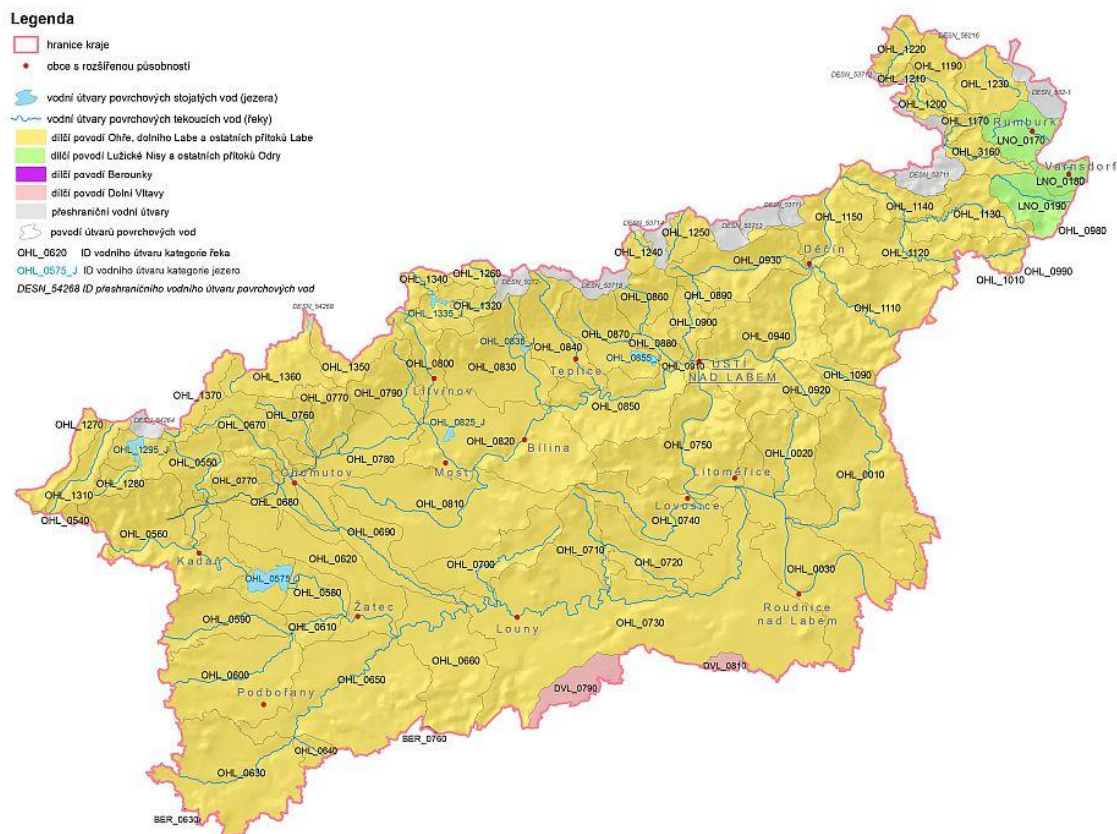 Legenda
hranice kraje
obce s rozšířenou působností
vodní útvary povrchových stojatých vod (jezera)
vodní útvary povrchových tekoucích vod (řeky)
dílčí povodí Ohře, dolního Labe a ostatních přítoků Labe
dílčí povodí Lužické Nisy a ostatních přítoků Odry
dílčí povodí Berounky
dílčí povodí Dolní Vltavy
přeshraniční vodní útvary
povodí útvarů povrchových vod
OHL_0620 ID vodního útvaru kategorie řeka
OHL_0575_J ID vodního útvaru kategorie jezero
DESN_54268 ID přeshraničního vodního útvaru povrchových vod
OHL_1220
DESN_58216
OHL_1190
OHL_1210
OHL_1230
OHL_1200
OHL_1170
Rumburk
LNO_0170
OHL_3160
DESN_53711
Varnsdorf
LNO_0180
LNO_0190
OHL_1140
OHL_1130
OHL_1150
OHL_0980
DESN_53714
DESN_53712
OHL_1250
OHL_1240
OHL_1120
Děčín
OHL_0930
OHL_0990
OHL_1010
OHL_1340
OHL_1260
DESN_53718
OHL_1320
OHL_1335_J
OHL_0860
OHL_0890
OHL_1110
DESN_54268
OHL_0900
OHL_0870
OHL_0880
OHL_0940
OHL_0835_J
OHL_0840
OHL_0855_J
OHL_0830
OHL_0800
Teplice
OHL_0910
ÚSTÍ
NAD LABEM
OHL_1350
OHL_1360
OHL_1090
OHL_0920
Litvínov
OHL_0790
OHL_1370
OHL_0770
OHL_0760
OHL_0850
OHL_1270
DESN_54264
OHL_0670
OHL_0825_J
OHL_0820
Bílina
OHL_0750
OHL_0020
OHL_1295_J
OHL_0550
OHL_0780
Most
Litoměřice
OHL_0010
Chomutov
OHL_0770
OHL_1280
OHL_1310
OHL_0680
OHL_0810
Lovosice
OHL_0540
OHL_0560
OHL_0690
OHL_0740
Kadaň
OHL_0620
OHL_0700
OHL_0710
OHL_0720
OHL_0030
OHL_0575_J
OHL_0580
Roudnice
nad Labem
Žatec
OHL_0590
OHL_0610
Louny
OHL_0730
OHL_0660
OHL_0600
OHL_0650
DVL_0810
Podbořany
DVL_0790
BER_0760
OHL_0640
OHL_0630
BER_0630